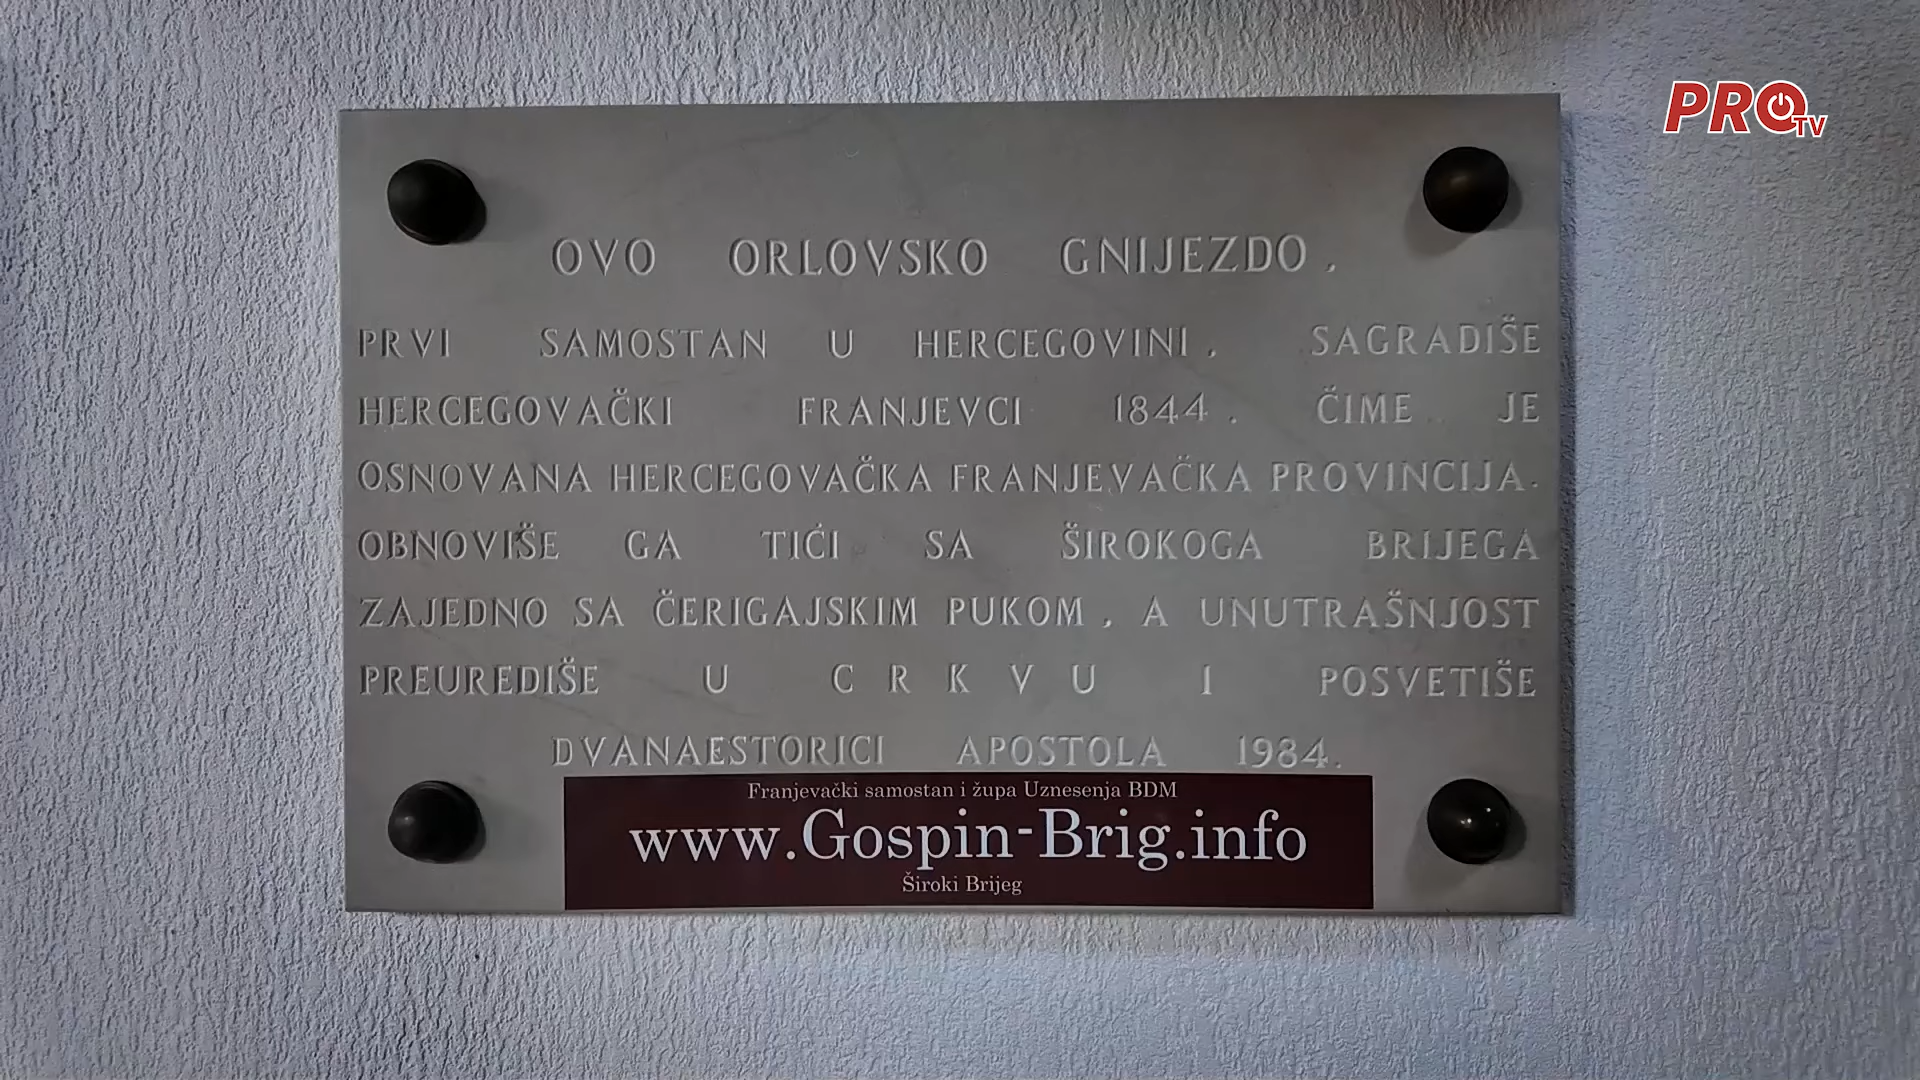 PRO TV
OVO ORLOVSKO GNIJEZDO,
PRVI SAMOSTAN U HERCEGOVINI, SAGRADIŠE
HERCEGOVAČKI FRANJEVCI 1844. ČIME JE
OSNOVANA HERCEGOVAČKA FRANJEVAČKA PROVINCIJA.
OBNOVIŠE GA TIĆI SA ŠIROKOGA BRIJEGA
ZAJEDNO SA ČERIGAJSKIM PUKOM, A UNUTRAŠNJOST
PREUREDIŠE U CRKVU I POSVETIŠE
DVANAESTORICI APOSTOLA 1984.
Franjevački samostan i župa Uznesenja BDM
www.Gospin-Brig.info
Široki Brijeg